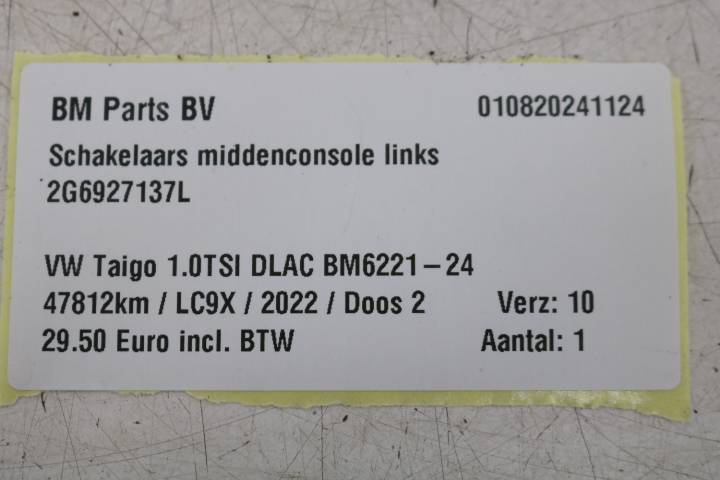 BM Parts BV 010820241124
Schakelaars middenconsole links
2G6927137L
VW Taigo 1.0TSI DLAC BM6221-24
47812km / LC9X / 2022 / Doos 2 Verz: 10
29.50 Euro incl. BTW Aantal: 1